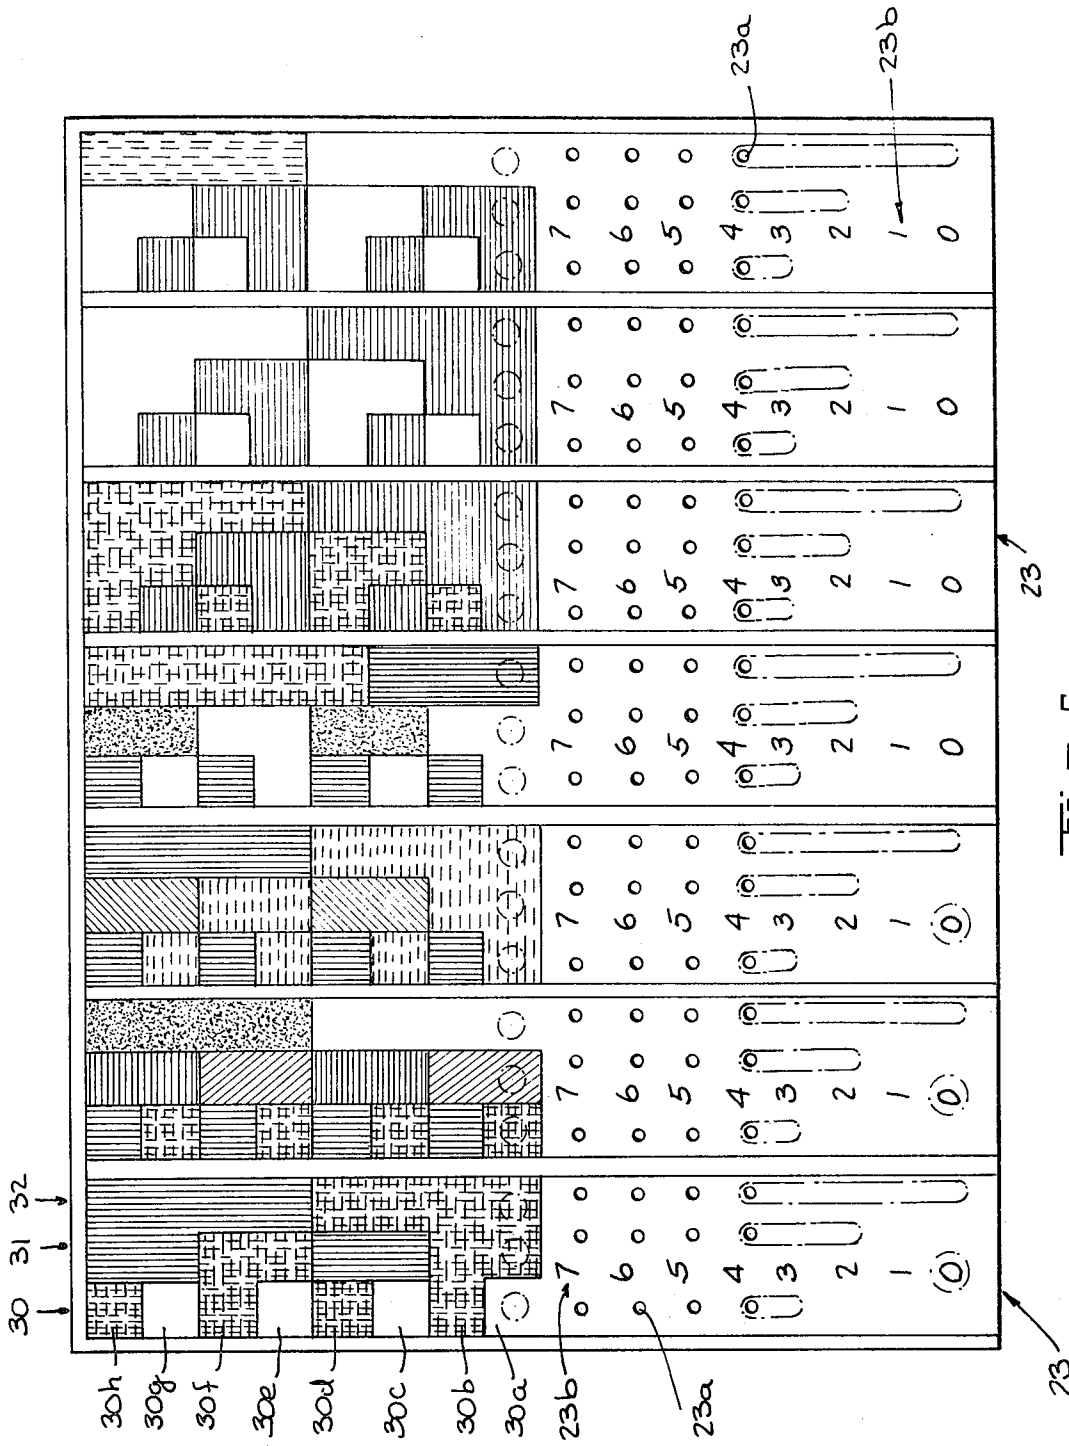 30 31 32
30h
30g
30f
30e
30d
30c
30b
30a
23b 7 7 7 7 7 7 7
6 6 6 6 6 6 6
5 5 5 5 5 5 5
23a
4 4 4 4 4 4 4 23a
3 3 3 3 3 3 3
2 2 2 2 2 2 2
1 1 1 1 1 1 1 23b
0 0 0 0 0 0 0
23
23